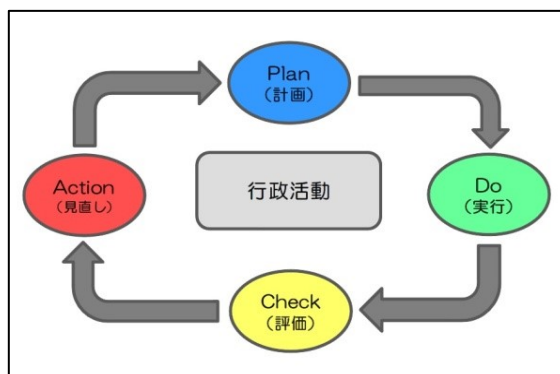 Plan
(計画)
Do
(実行)
Check
(評価)
Action
(見直し)
行政活動